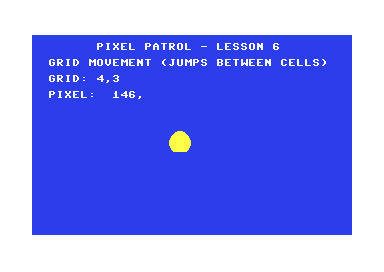 PIXEL PATROL - LESSON 6
GRID MOVEMENT (JUMPS BETWEEN CELLS)
GRID: 4,3
PIXEL:  146,